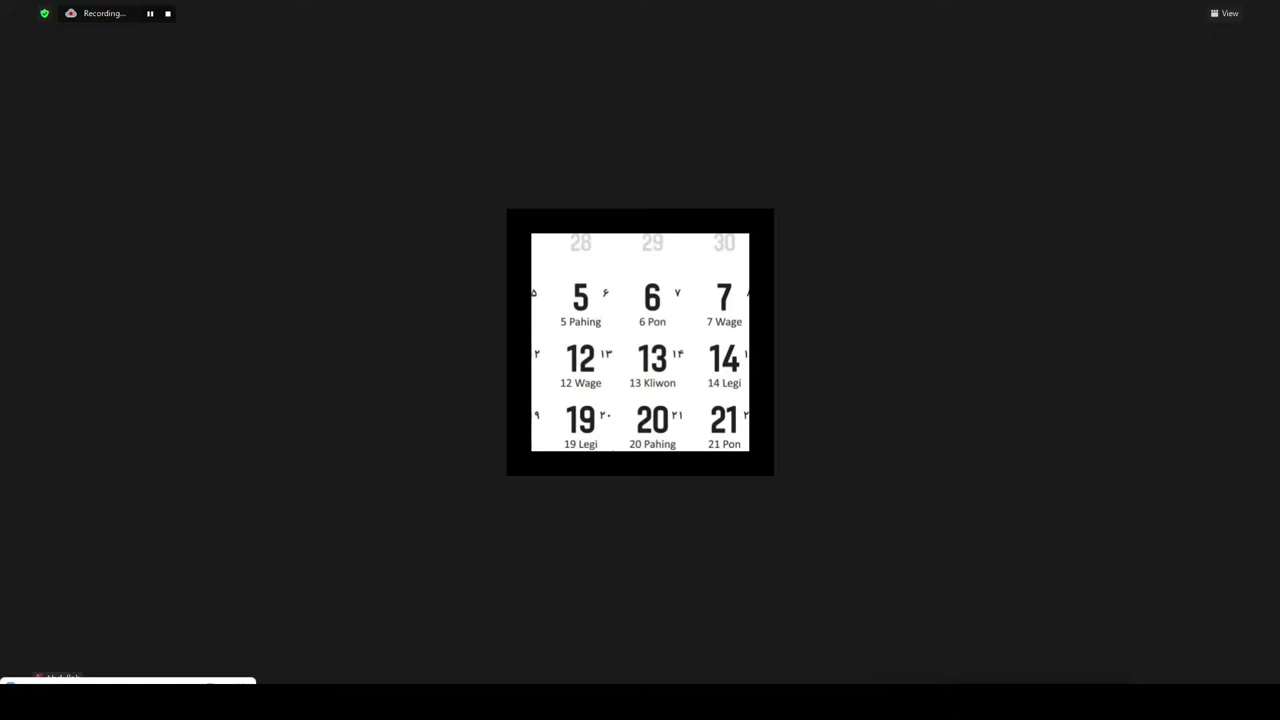 Recording...
View
28 29 30
۵ 5 ۶ 6 ۷ 7
5 Pahing 6 Pon 7 Wage
12 ۱۳ 13 ۱۴ 14
12 Wage 13 Kliwon 14 Legi
19 ۲۰ 20 ۲۱ 21
19 Legi 20 Pahing 21 Pon